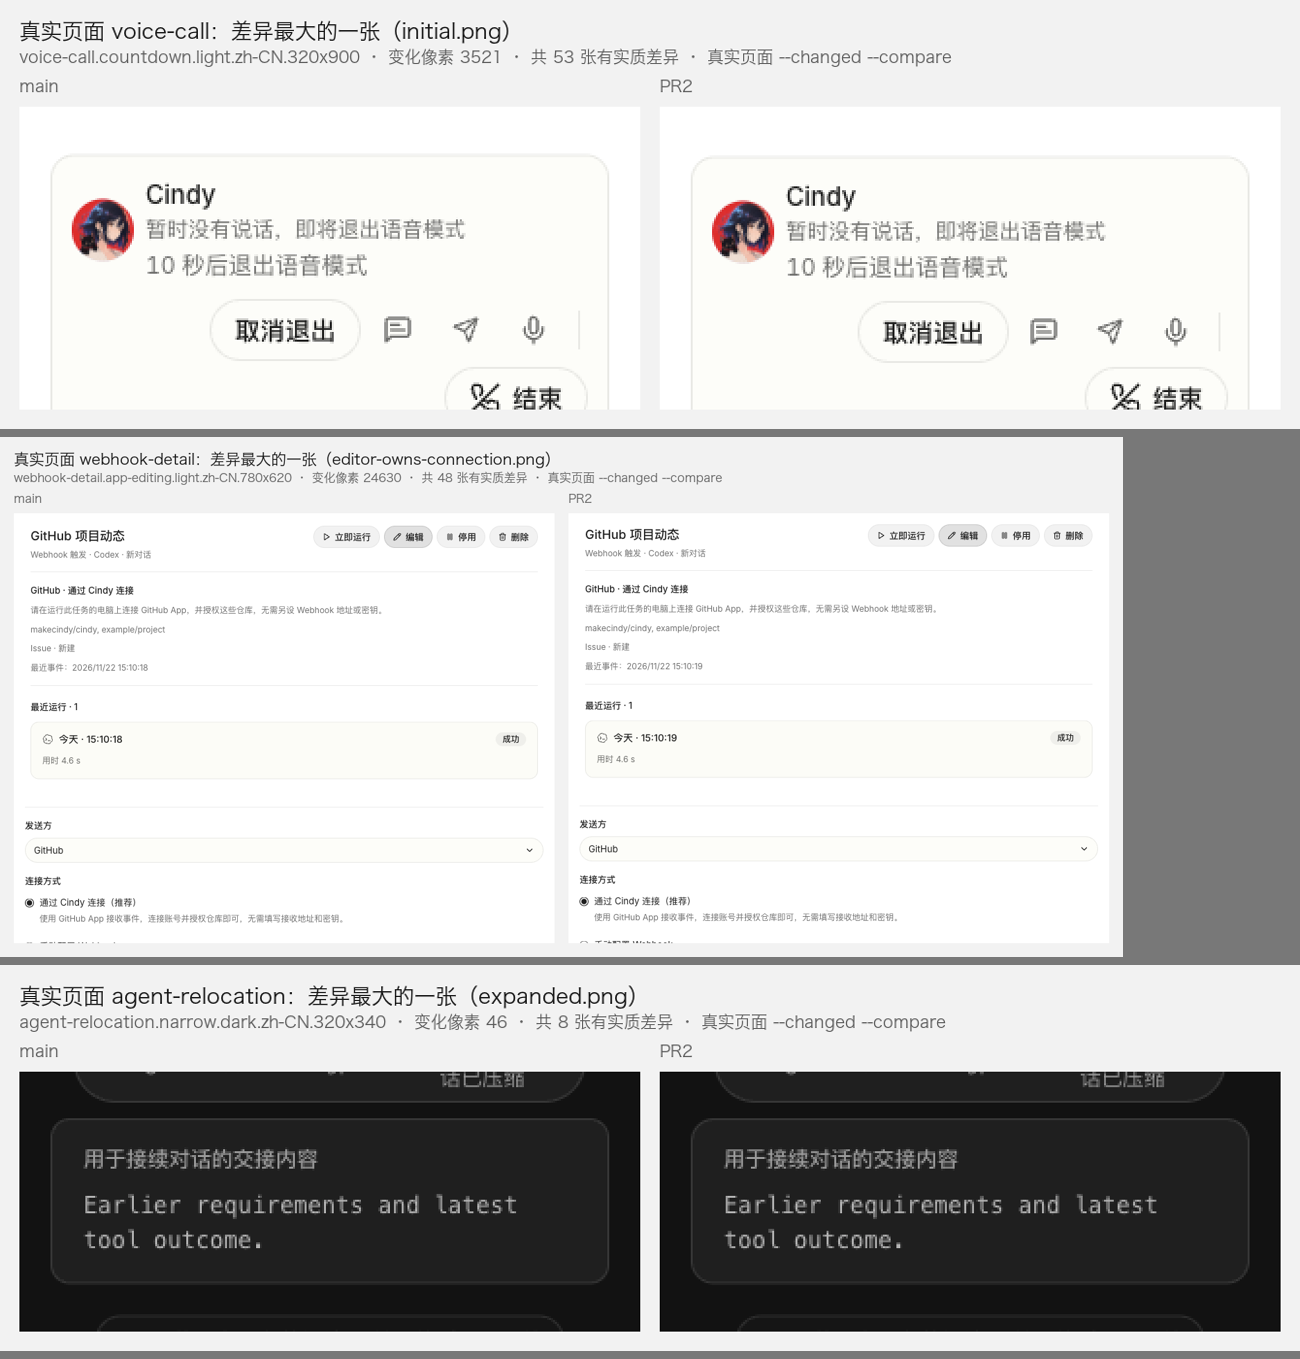 真实页面 voice-call：差异最大的一张（initial.png）
voice-call.countdown.light.zh-CN.320x900 · 变化像素 3521 · 共 53 张有实质差异 · 真实页面 --changed --compare
main
PR2
Cindy
暂时没有说话，即将退出语音模式
10 秒后退出语音模式
取消退出
结束
Cindy
暂时没有说话，即将退出语音模式
10 秒后退出语音模式
取消退出
结束
真实页面 webhook-detail：差异最大的一张（editor-owns-connection.png）
webhook-detail.app-editing.light.zh-CN.780x620 · 变化像素 24630 · 共 48 张有实质差异 · 真实页面 --changed --compare
main
PR2
GitHub 项目动态
立即运行 编辑 停用 删除
Webhook 触发 · Codex · 新对话
GitHub · 通过 Cindy 连接
请在运行此任务的电脑上连接 GitHub App，并授权这些仓库，无需另设 Webhook 地址或密钥。
makecindy/cindy, example/project
Issue · 新建
最近事件：2026/11/22 15:10:18
最近运行 · 1
今天 · 15:10:18
成功
用时 4.6 s
发送方
GitHub
连接方式
通过 Cindy 连接（推荐）
使用 GitHub App 接收事件，连接账号并授权仓库即可，无需填写接收地址和密钥。
GitHub 项目动态
立即运行 编辑 停用 删除
Webhook 触发 · Codex · 新对话
GitHub · 通过 Cindy 连接
请在运行此任务的电脑上连接 GitHub App，并授权这些仓库，无需另设 Webhook 地址或密钥。
makecindy/cindy, example/project
Issue · 新建
最近事件：2026/11/22 15:10:19
最近运行 · 1
今天 · 15:10:19
成功
用时 4.6 s
发送方
GitHub
连接方式
通过 Cindy 连接（推荐）
使用 GitHub App 接收事件，连接账号并授权仓库即可，无需填写接收地址和密钥。
真实页面 agent-relocation：差异最大的一张（expanded.png）
agent-relocation.narrow.dark.zh-CN.320x340 · 变化像素 46 · 共 8 张有实质差异 · 真实页面 --changed --compare
main
PR2
话已压缩
用于接续对话的交接内容
Earlier requirements and latest
tool outcome.
话已压缩
用于接续对话的交接内容
Earlier requirements and latest
tool outcome.